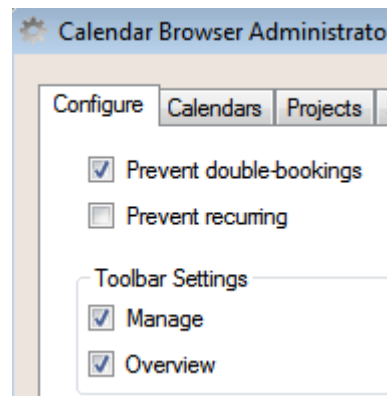 Calendar Browser Administrato
Configure Calendars Projects
Prevent double-bookings
Prevent recurring
Toolbar Settings
Manage
Overview